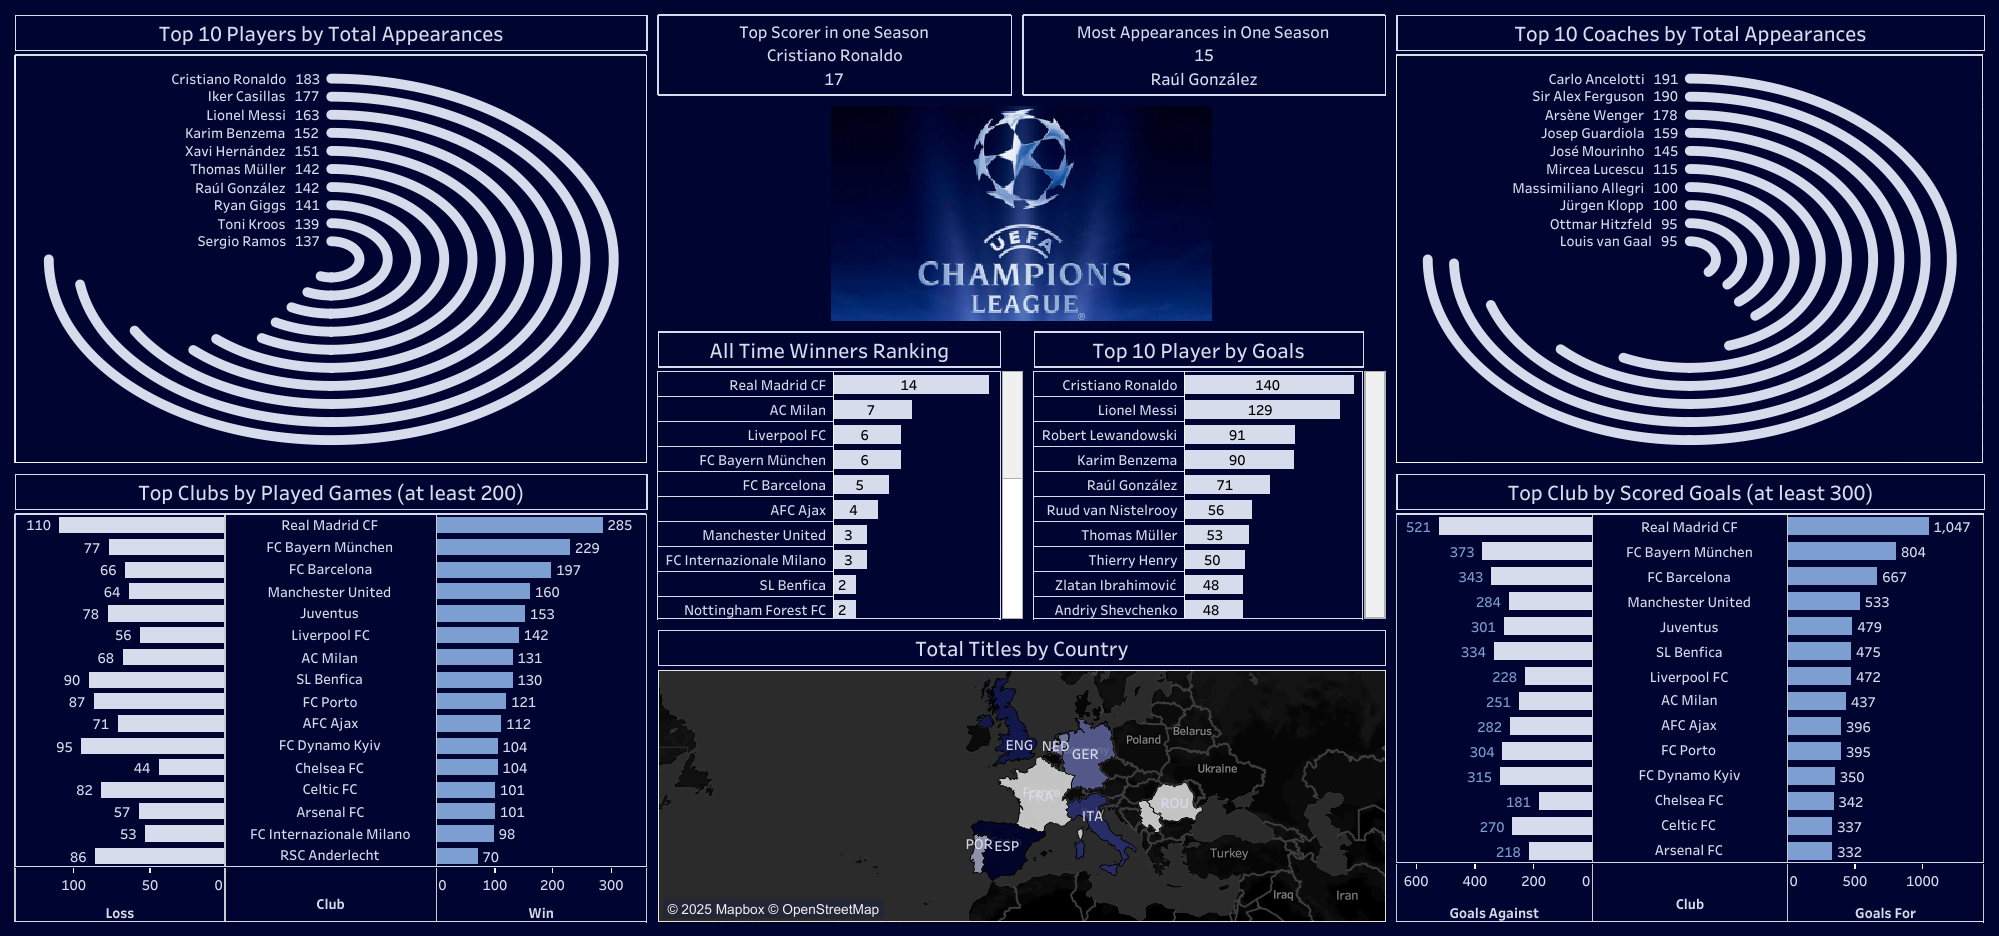 Top 10 Players by Total Appearances
Cristiano Ronaldo 183
Iker Casillas 177
Lionel Messi 163
Karim Benzema 152
Xavi Hernández 151
Thomas Müller 142
Raúl González 142
Ryan Giggs 141
Toni Kroos 139
Sergio Ramos 137
Top Scorer in one Season
Cristiano Ronaldo
17
Most Appearances in One Season
15
Raúl González
UEFA
CHAMPIONS
LEAGUE®
Top 10 Coaches by Total Appearances
Carlo Ancelotti 191
Sir Alex Ferguson 190
Arsène Wenger 178
Josep Guardiola 159
José Mourinho 145
Mircea Lucescu 115
Massimiliano Allegri 100
Jürgen Klopp 100
Ottmar Hitzfeld 95
Louis van Gaal 95
All Time Winners Ranking
Real Madrid CF 14
AC Milan 7
Liverpool FC 6
FC Bayern München 6
FC Barcelona 5
AFC Ajax 4
Manchester United 3
FC Internazionale Milano 3
SL Benfica 2
Nottingham Forest FC 2
Top 10 Player by Goals
Cristiano Ronaldo 140
Lionel Messi 129
Robert Lewandowski 91
Karim Benzema 90
Raúl González 71
Ruud van Nistelrooy 56
Thomas Müller 53
Thierry Henry 50
Zlatan Ibrahimović 48
Andriy Shevchenko 48
Top Clubs by Played Games (at least 200)
110 Real Madrid CF 285
77 FC Bayern München 229
66 FC Barcelona 197
64 Manchester United 160
78 Juventus 153
56 Liverpool FC 142
68 AC Milan 131
90 SL Benfica 130
87 FC Porto 121
71 AFC Ajax 112
95 FC Dynamo Kyiv 104
44 Chelsea FC 104
82 Celtic FC 101
57 Arsenal FC 101
53 FC Internazionale Milano 98
86 RSC Anderlecht 70
100 50 0 0 100 200 300
Loss Club Win
Total Titles by Country
ENG
NED
GER
Poland
Belarus
Ukraine
France
FRA
ROU
ITA
POR
ESP
Turkey
Iraq
Iran
© 2025 Mapbox © OpenStreetMap
Top Club by Scored Goals (at least 300)
521 Real Madrid CF 1,047
373 FC Bayern München 804
343 FC Barcelona 667
284 Manchester United 533
301 Juventus 479
334 SL Benfica 475
228 Liverpool FC 472
251 AC Milan 437
282 AFC Ajax 396
304 FC Porto 395
315 FC Dynamo Kyiv 350
181 Chelsea FC 342
270 Celtic FC 337
218 Arsenal FC 332
600 400 200 0 0 500 1000
Goals Against Club Goals For